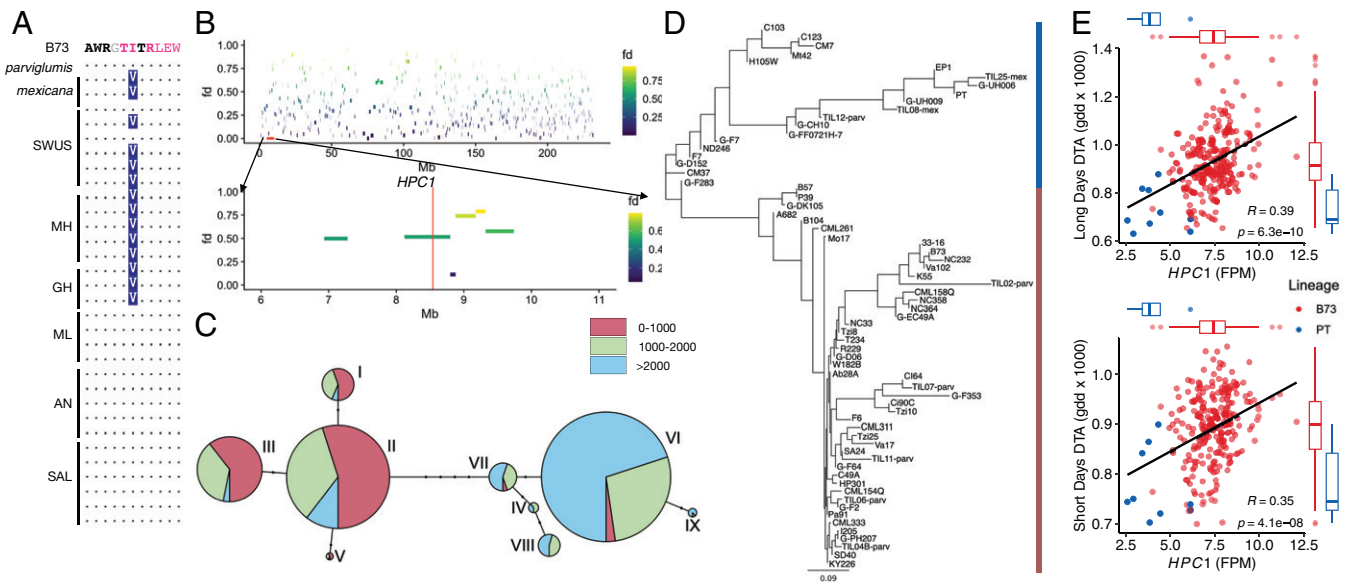 A
B73 AWRGTITRLEW
parviglumis
V
mexicana V
V
SWUS
V
V
V
MH
V
V
V
V
GH
V
V
ML
AN
SAL
B
1.00
0.75
0.50
0.25
0.00
fd
0 50 100 150 200
Mb
fd
0.75
0.50
0.25
HPC1
1.00
0.75
0.50
0.25
0.00
fd
6 7 8 9 10 11
Mb
fd
0.6
0.4
0.2
C
0-1000
1000-2000
>2000
I
II
III
VI
VII
IV
VIII
IX
V
D
C103
C123
CM7
Mt42
H105W
EP1
TIL25-mex
G-UH006
PT
G-UH009
TIL08-mex
TIL12-parv
G-CH10
G-FF0721H-7
G-F7
ND246
F7
G-D152
CM37
G-F283
B57
P39
G-DK105
A682
B104
CML261
Mo17
33-16
B73
NC232
Va102
K55
TIL02-parv
CML158Q
NC358
NC364
G-EC49A
NC33
Tzi8
T234
R229
G-D06
W182B
Ab28A
CI64
TIL07-parv
G-F353
Ci90C
Tzi10
F6
CML311
Tzi25
Va17
SA24
TIL11-parv
G-F64
C49A
HP301
CML154Q
TIL06-parv
G-F2
Pa91
CML333
I205
G-PH207
TIL04B-parv
SD40
KY226
0.09
E
1.4
1.2
1.0
0.8
0.6
Long Days DTA (gdd x 1000)
R = 0.39
p = 6.3e−10
2.5 5.0 7.5 10.0 12.5
HPC1 (FPM)
Lineage
B73
PT
1.0
0.9
0.8
0.7
Short Days DTA (gdd x 1000)
R = 0.35
p = 4.1e−08
2.5 5.0 7.5 10.0 12.5
HPC1 (FPM)